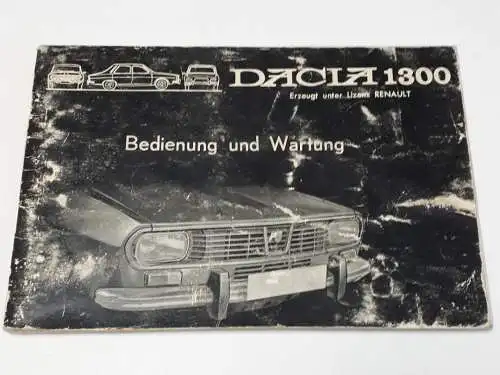 DACIA 1300
Erzeugt unter Lizenz RENAULT
Bedienung und Wartung